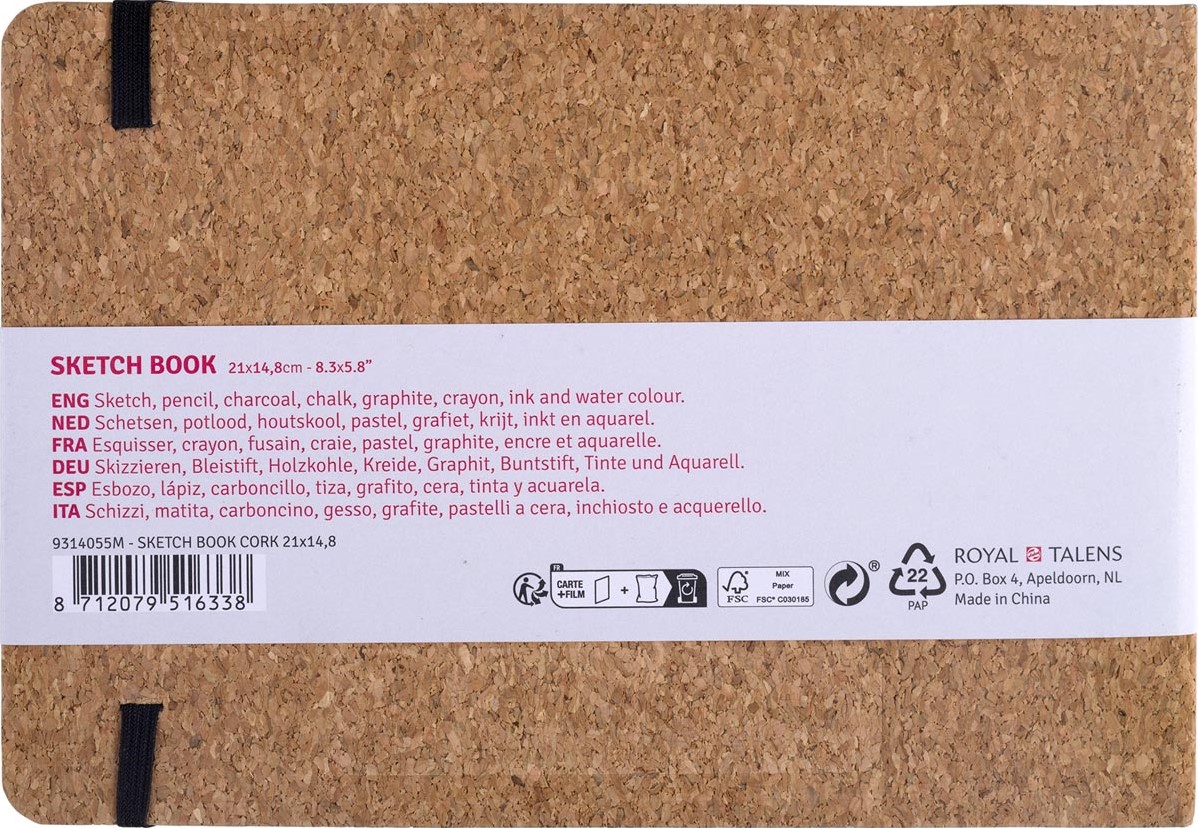 SKETCH BOOK 21x14,8cm - 8.3x5.8”
ENG Sketch, pencil, charcoal, chalk, graphite, crayon, ink and water colour.
NED Schetsen, potlood, houtskool, pastel, grafiet, krijt, inkt en aquarel.
FRA Esquisser, crayon, fusain, craie, pastel, graphite, encre et aquarelle.
DEU Skizzieren, Bleistift, Holzkohle, Kreide, Graphit, Buntstift, Tinte und Aquarell.
ESP Esbozo, lápiz, carboncillo, tiza, grafito, cera, tinta y acuarela.
ITA Schizzi, matita, carboncino, gesso, grafite, pastelli a cera, inchiosto e acquerello.
9314055M - SKETCH BOOK CORK 21x14,8
8 712079 516338
FR
CARTE
+FILM
+
FSC
MIX
Paper
FSC® C030165
®
22
PAP
ROYAL TALENS
P.O. Box 4, Apeldoorn, NL
Made in China